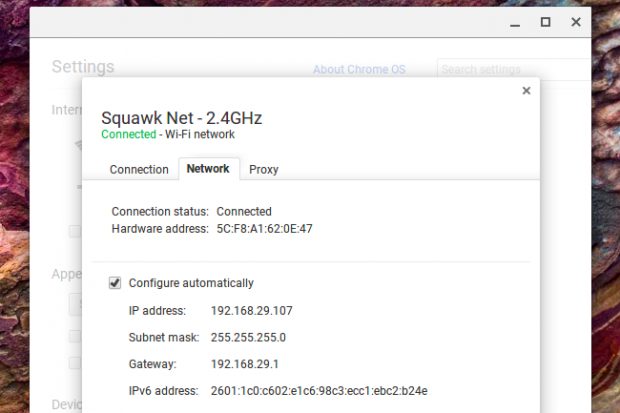 Settings
About Chrome OS
Search settings
Squawk Net - 2.4GHz
Connected - Wi-Fi network
Connection Network Proxy
Connection status: Connected
Hardware address: 5C:F8:A1:62:0E:47
Configure automatically
IP address: 192.168.29.107
Subnet mask: 255.255.255.0
Gateway: 192.168.29.1
IPv6 address: 2601:1c0:c602:e1c6:98c3:ecc1:ebc2:b24e